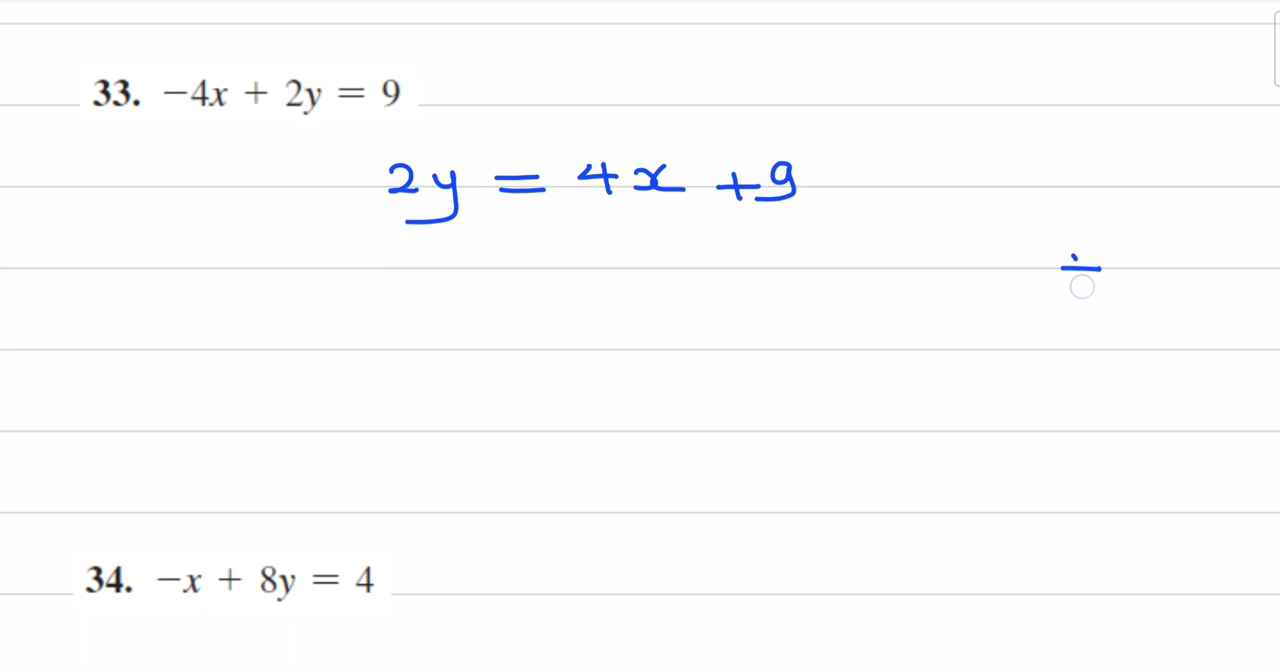 33. −4x + 2y = 9
2y = 4x + 9
÷
34. −x + 8y = 4